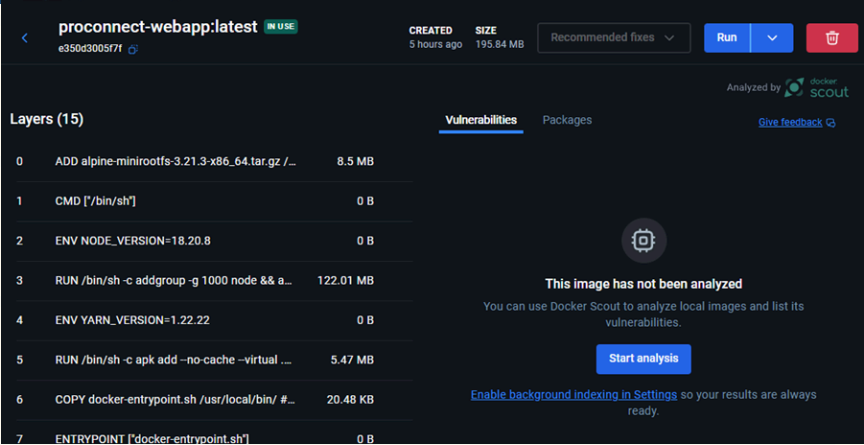 proconnect-webapp:latest IN USE
e350d3005f7f
CREATED
5 hours ago
SIZE
195.84 MB
Recommended fixes
Run
Analyzed by docker scout
Layers (15)
Vulnerabilities
Packages
Give feedback
0 ADD alpine-minirootfs-3.21.3-x86_64.tar.gz /... 8.5 MB
1 CMD ["/bin/sh"] 0 B
2 ENV NODE_VERSION=18.20.8 0 B
3 RUN /bin/sh -c addgroup -g 1000 node && a... 122.01 MB
4 ENV YARN_VERSION=1.22.22 0 B
5 RUN /bin/sh -c apk add --no-cache --virtual .... 5.47 MB
6 COPY docker-entrypoint.sh /usr/local/bin/ #... 20.48 KB
7 ENTRYPOINT ["docker-entrypoint.sh"] 0 B
This image has not been analyzed
You can use Docker Scout to analyze local images and list its
vulnerabilities.
Start analysis
Enable background indexing in Settings so your results are always
ready.